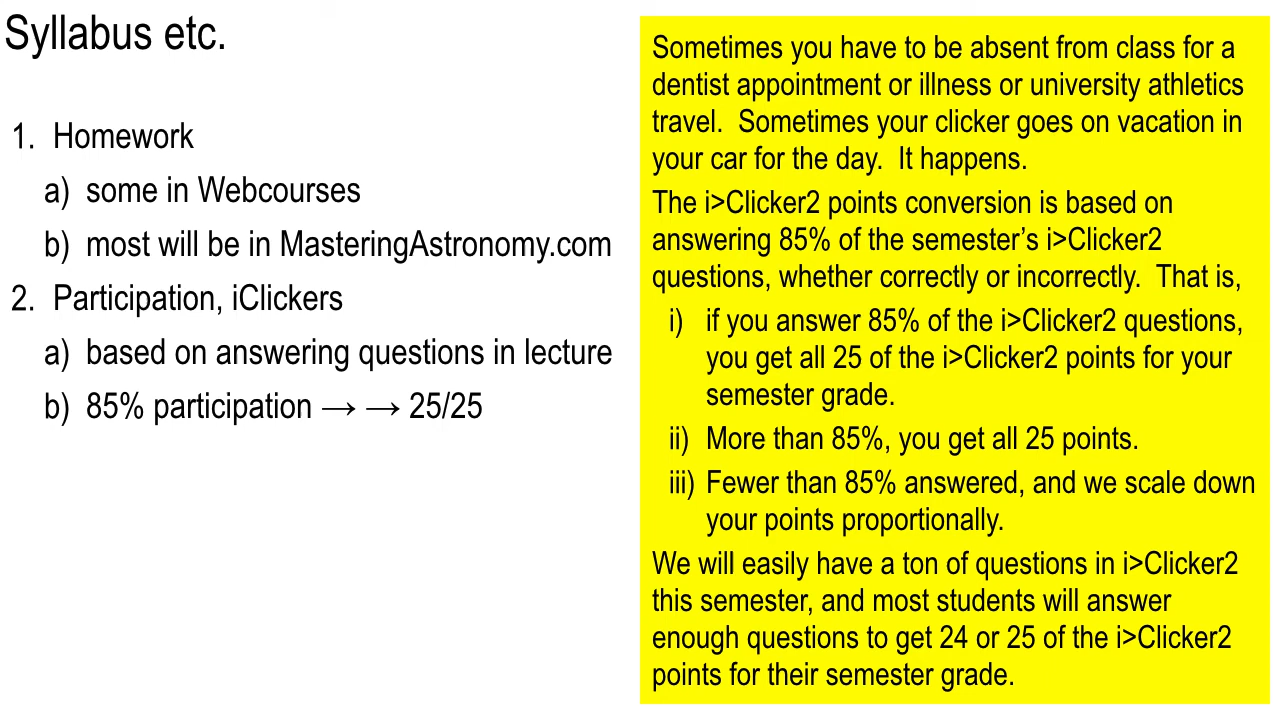 Syllabus etc.
1. Homework
a) some in Webcourses
b) most will be in MasteringAstronomy.com
2. Participation, iClickers
a) based on answering questions in lecture
b) 85% participation → → 25/25
Sometimes you have to be absent from class for a
dentist appointment or illness or university athletics
travel.  Sometimes your clicker goes on vacation in
your car for the day.  It happens.
The i>Clicker2 points conversion is based on
answering 85% of the semester’s i>Clicker2
questions, whether correctly or incorrectly.  That is,
i) if you answer 85% of the i>Clicker2 questions,
you get all 25 of the i>Clicker2 points for your
semester grade.
ii) More than 85%, you get all 25 points.
iii) Fewer than 85% answered, and we scale down
your points proportionally.
We will easily have a ton of questions in i>Clicker2
this semester, and most students will answer
enough questions to get 24 or 25 of the i>Clicker2
points for their semester grade.